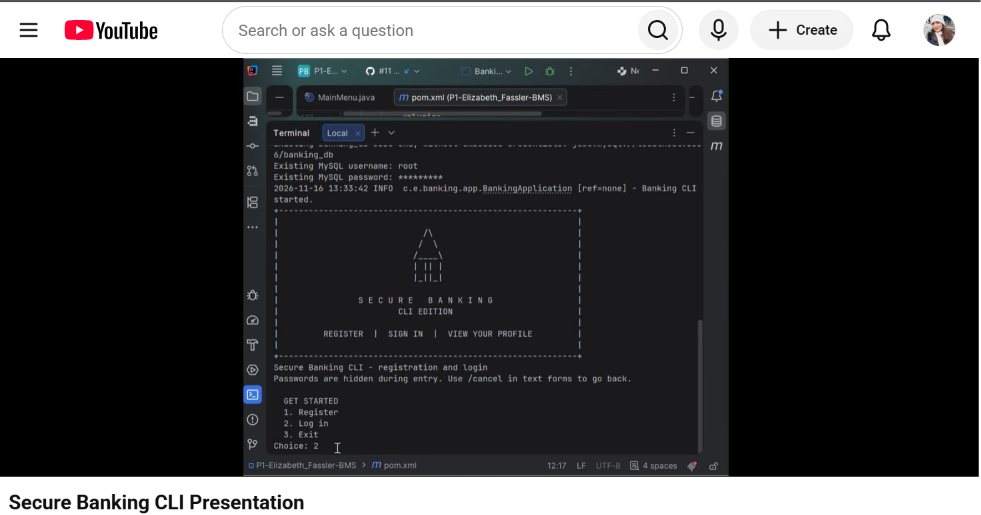 YouTube
Search or ask a question
Create
PB P1-E...
#11 ...
Banki...
MainMenu.java
pom.xml (P1-Elizabeth_Fassler-BMS)
Terminal
Local
6/banking_db
Existing MySQL username: root
Existing MySQL password: *********
2026-11-16 13:33:42 INFO c.e.banking.app.BankingApplication [ref=none] - Banking CLI
started.
SECURE BANKING
CLI EDITION
REGISTER | SIGN IN | VIEW YOUR PROFILE
Secure Banking CLI - registration and login
Passwords are hidden during entry. Use /cancel in text forms to go back.
GET STARTED
1. Register
2. Log in
3. Exit
Choice: 2
P1-Elizabeth_Fassler-BMS > pom.xml
12:17 LF UTF-8 4 spaces
Secure Banking CLI Presentation